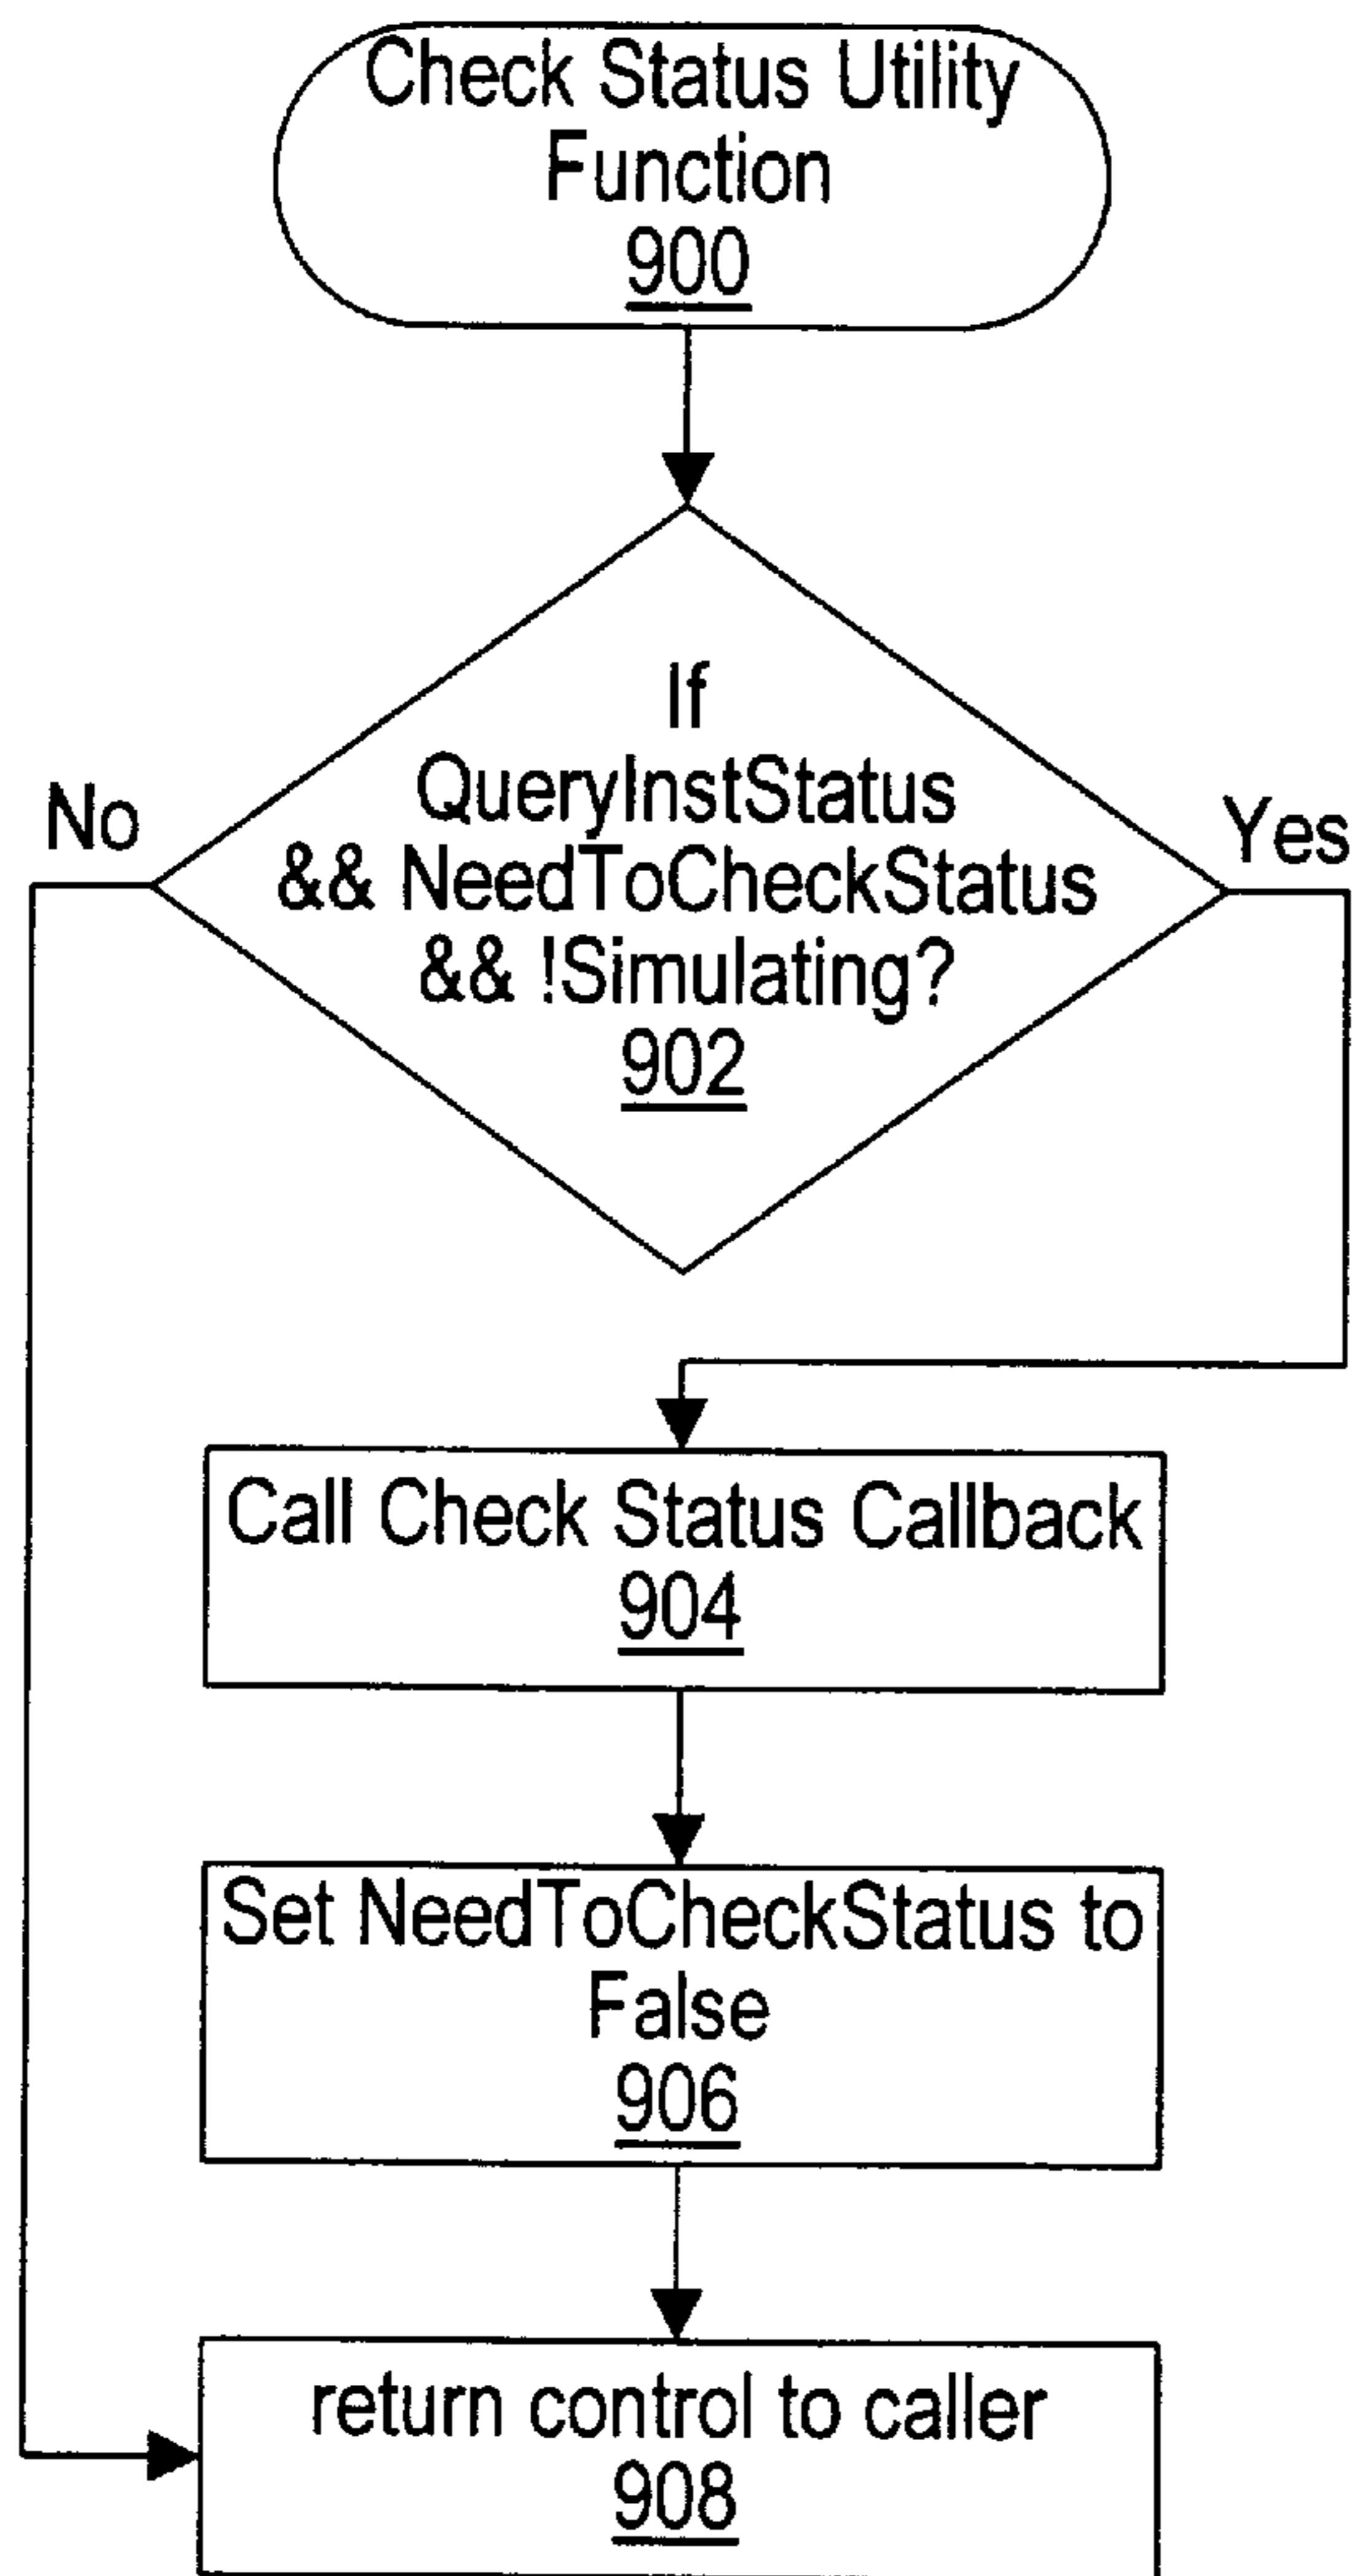 Check Status Utility
Function
900
If
QueryInstStatus
&& NeedToCheckStatus
&& !Simulating?
902
No
Yes
Call Check Status Callback
904
Set NeedToCheckStatus to
False
906
return control to caller
908